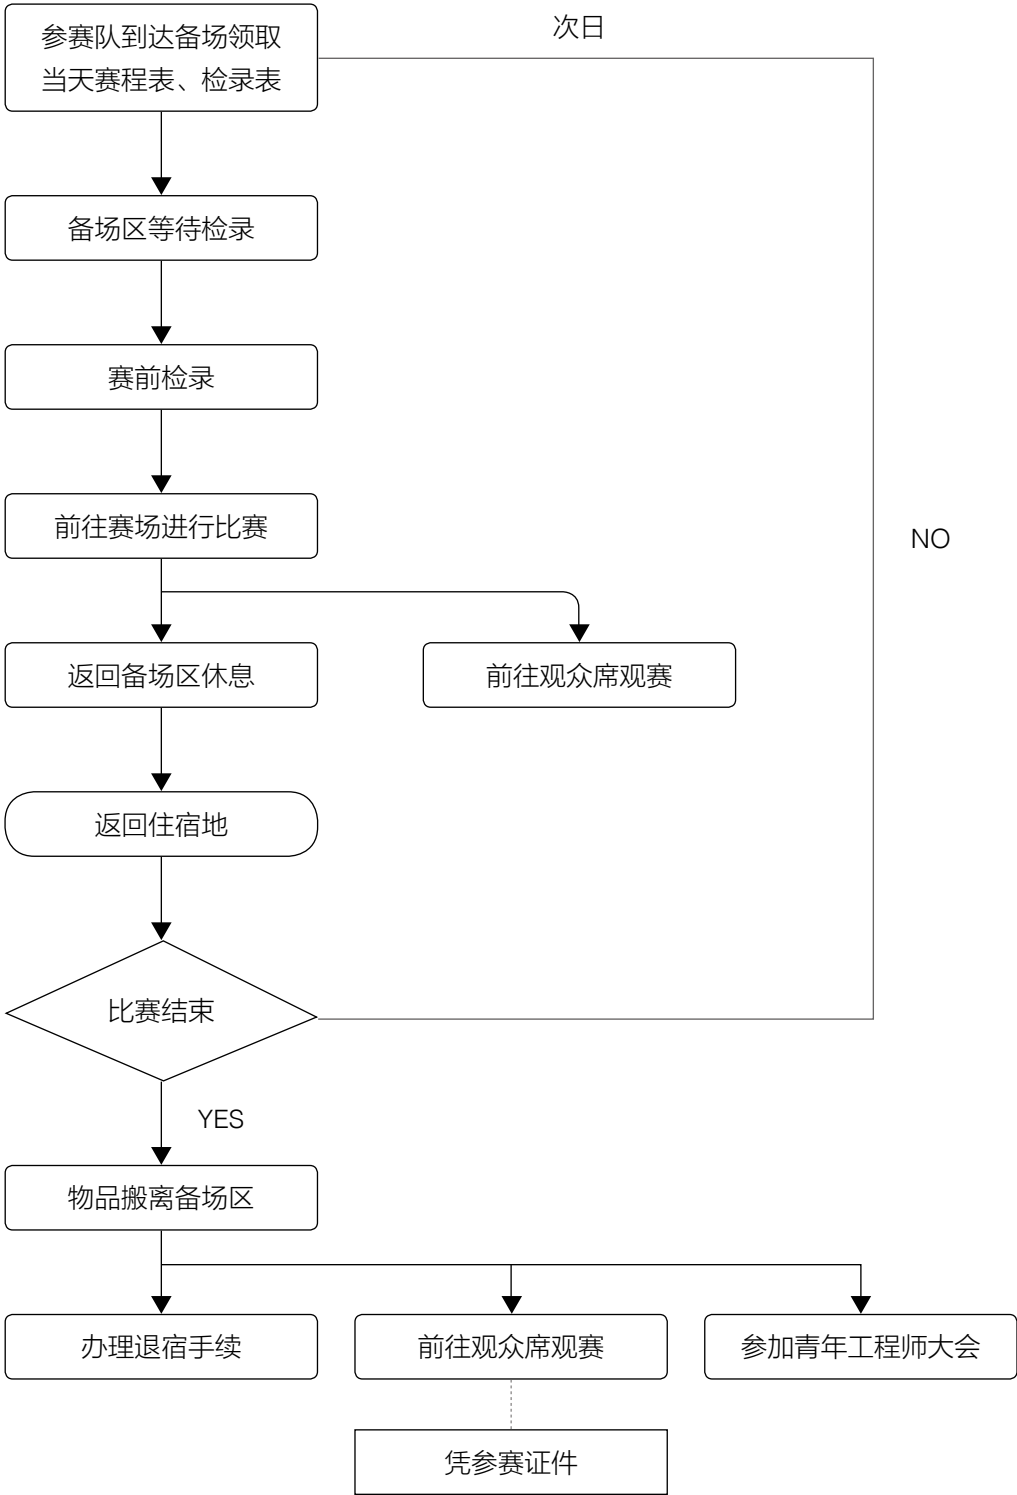 参赛队到达备场领取
当天赛程表、检录表
次日
备场区等待检录
赛前检录
前往赛场进行比赛
NO
返回备场区休息
前往观众席观赛
返回住宿地
比赛结束
YES
物品搬离备场区
办理退宿手续
前往观众席观赛
参加青年工程师大会
凭参赛证件